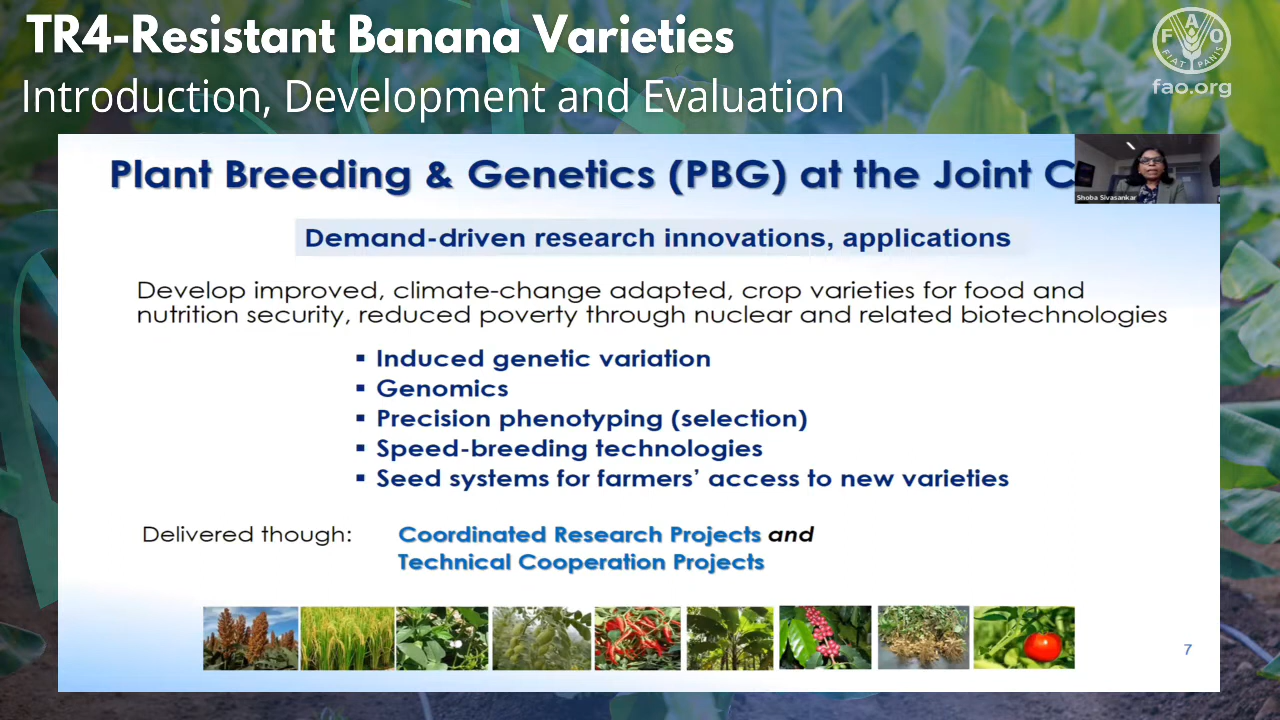 TR4-Resistant Banana Varieties
Introduction, Development and Evaluation
FAO
FIAT PANIS
fao.org
Plant Breeding & Genetics (PBG) at the Joint C
Shoba Sivasankar
Demand-driven research innovations, applications
Develop improved, climate-change adapted, crop varieties for food and
nutrition security, reduced poverty through nuclear and related biotechnologies
▪ Induced genetic variation
▪ Genomics
▪ Precision phenotyping (selection)
▪ Speed-breeding technologies
▪ Seed systems for farmers’ access to new varieties
Delivered though: Coordinated Research Projects and
Technical Cooperation Projects
7